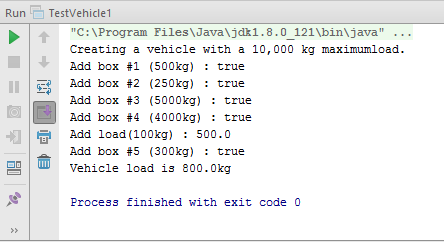 Run TestVehicle1
"C:\Program Files\Java\jdk1.8.0_121\bin\java" ...
Creating a vehicle with a 10,000 kg maximumload.
Add box #1 (500kg) : true
Add box #2 (250kg) : true
Add box #3 (5000kg) : true
Add box #4 (4000kg) : true
Add load(100kg) : 500.0
Add box #5 (300kg) : true
Vehicle load is 800.0kg
Process finished with exit code 0